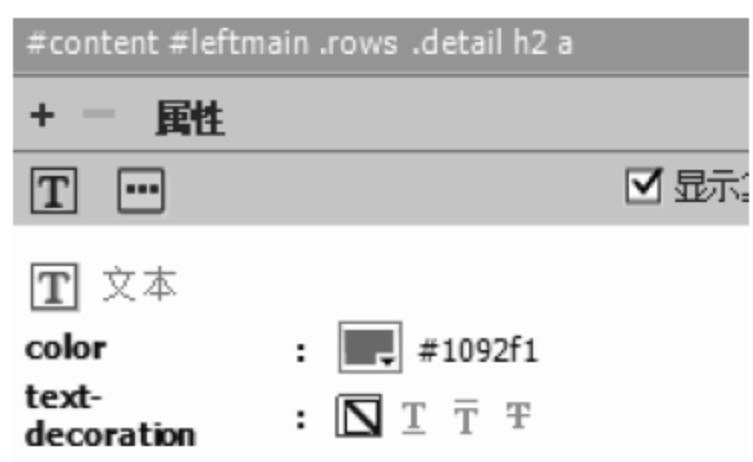 #content #leftmain .rows .detail h2 a
+ − 属性
T ... 显示
T 文本
color : #1092f1
text-
decoration : T T T